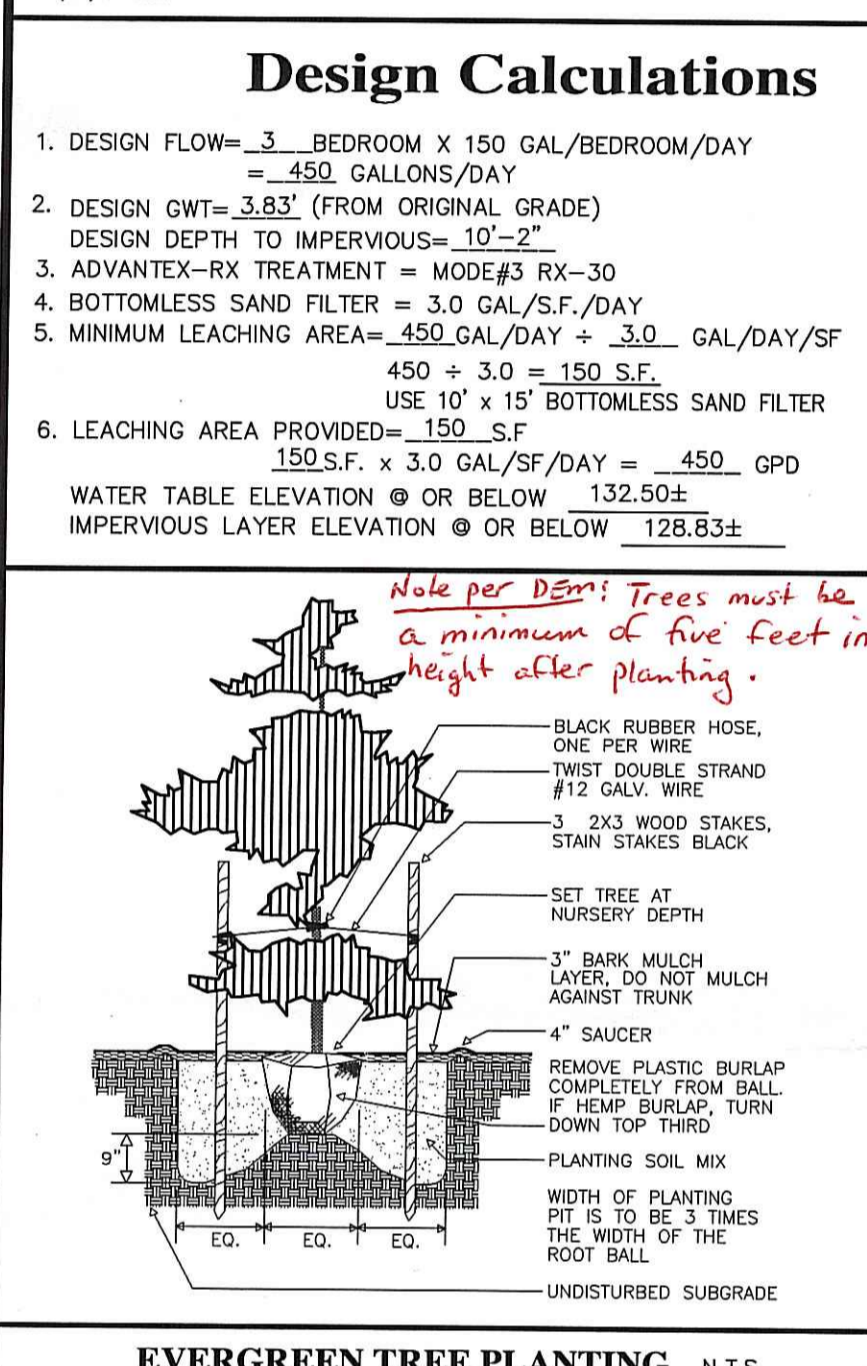 Design Calculations
1. DESIGN FLOW= 3 BEDROOM X 150 GAL/BEDROOM/DAY
= 450 GALLONS/DAY
2. DESIGN GWT= 3.83' (FROM ORIGINAL GRADE)
DESIGN DEPTH TO IMPERVIOUS= 10'-2"
3. ADVANTEX-RX TREATMENT = MODE#3 RX-30
4. BOTTOMLESS SAND FILTER = 3.0 GAL/S.F./DAY
5. MINIMUM LEACHING AREA= 450 GAL/DAY ÷ 3.0 GAL/DAY/SF
450 ÷ 3.0 = 150 S.F.
USE 10' x 15' BOTTOMLESS SAND FILTER
6. LEACHING AREA PROVIDED= 150 S.F
150 S.F. x 3.0 GAL/SF/DAY = 450 GPD
WATER TABLE ELEVATION @ OR BELOW 132.50±
IMPERVIOUS LAYER ELEVATION @ OR BELOW 128.83±
Note per DEM: Trees must be
a minimum of five feet in
height after planting.
BLACK RUBBER HOSE,
ONE PER WIRE
TWIST DOUBLE STRAND
#12 GALV. WIRE
3 2X3 WOOD STAKES,
STAIN STAKES BLACK
SET TREE AT
NURSERY DEPTH
3" BARK MULCH
LAYER, DO NOT MULCH
AGAINST TRUNK
4" SAUCER
REMOVE PLASTIC BURLAP
COMPLETELY FROM BALL.
IF HEMP BURLAP, TURN
DOWN TOP THIRD
9"
PLANTING SOIL MIX
WIDTH OF PLANTING
PIT IS TO BE 3 TIMES
THE WIDTH OF THE
ROOT BALL
EQ. EQ. EQ.
UNDISTURBED SUBGRADE
EVERGREEN TREE PLANTING N.T.S.